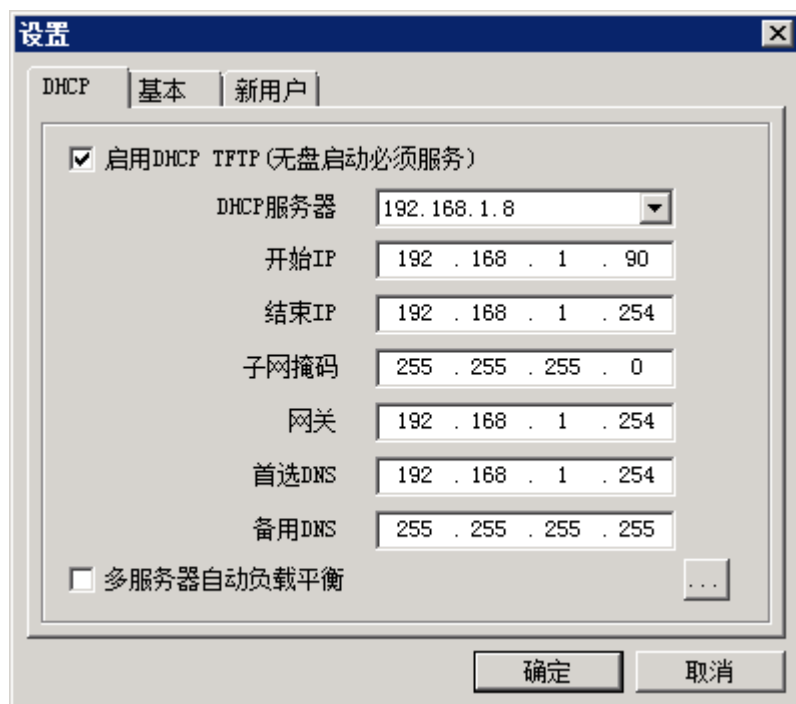 设置
DHCP 基本 新用户
启用DHCP TFTP(无盘启动必须服务)
DHCP服务器 192.168.1.8
开始IP 192 . 168 . 1 . 90
结束IP 192 . 168 . 1 . 254
子网掩码 255 . 255 . 255 . 0
网关 192 . 168 . 1 . 254
首选DNS 192 . 168 . 1 . 254
备用DNS 255 . 255 . 255 . 255
多服务器自动负载平衡 ...
确定 取消